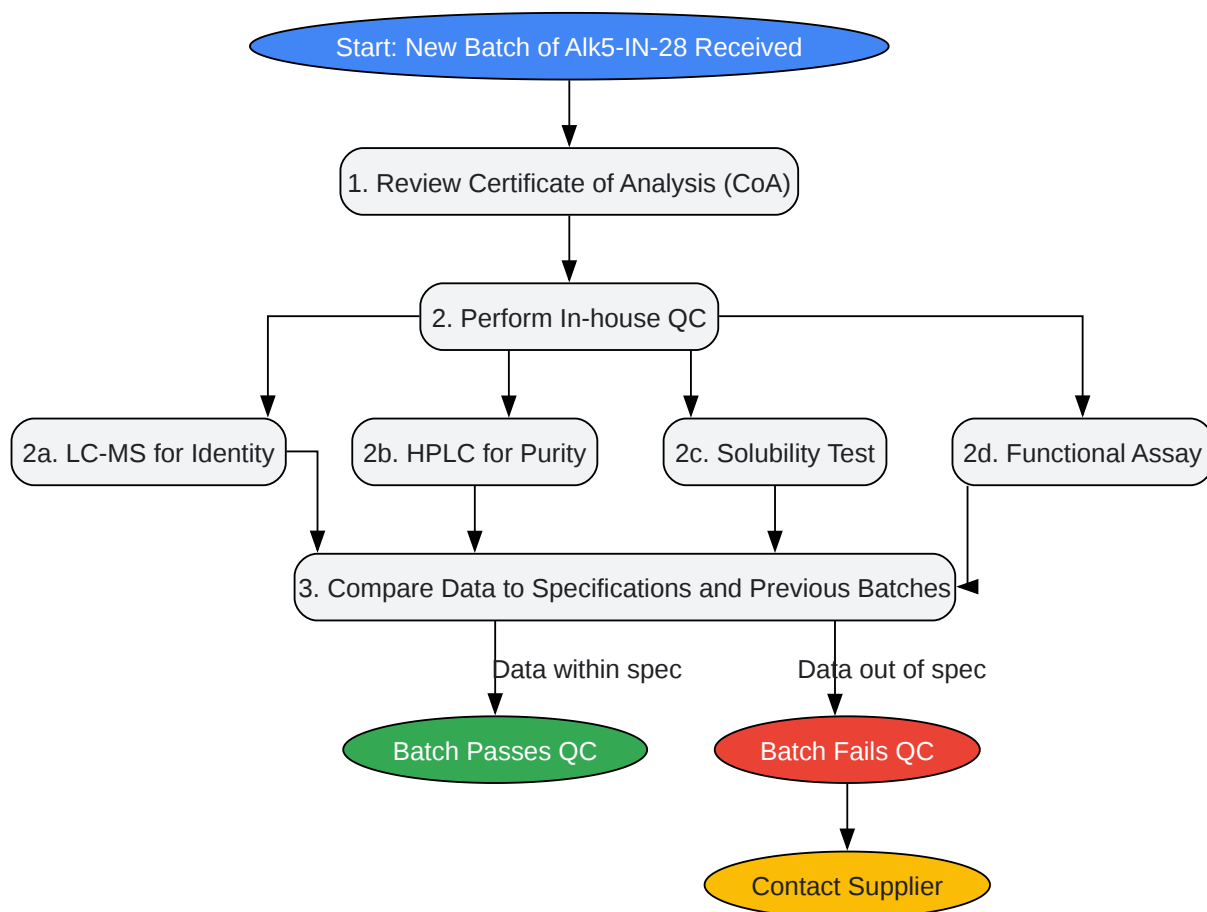 Start: New Batch of Alk5-IN-28 Received
1. Review Certificate of Analysis (CoA)
2. Perform In-house QC
2a. LC-MS for Identity
2b. HPLC for Purity
2c. Solubility Test
2d. Functional Assay
3. Compare Data to Specifications and Previous Batches
Data within spec
Data out of spec
Batch Passes QC
Batch Fails QC
Contact Supplier